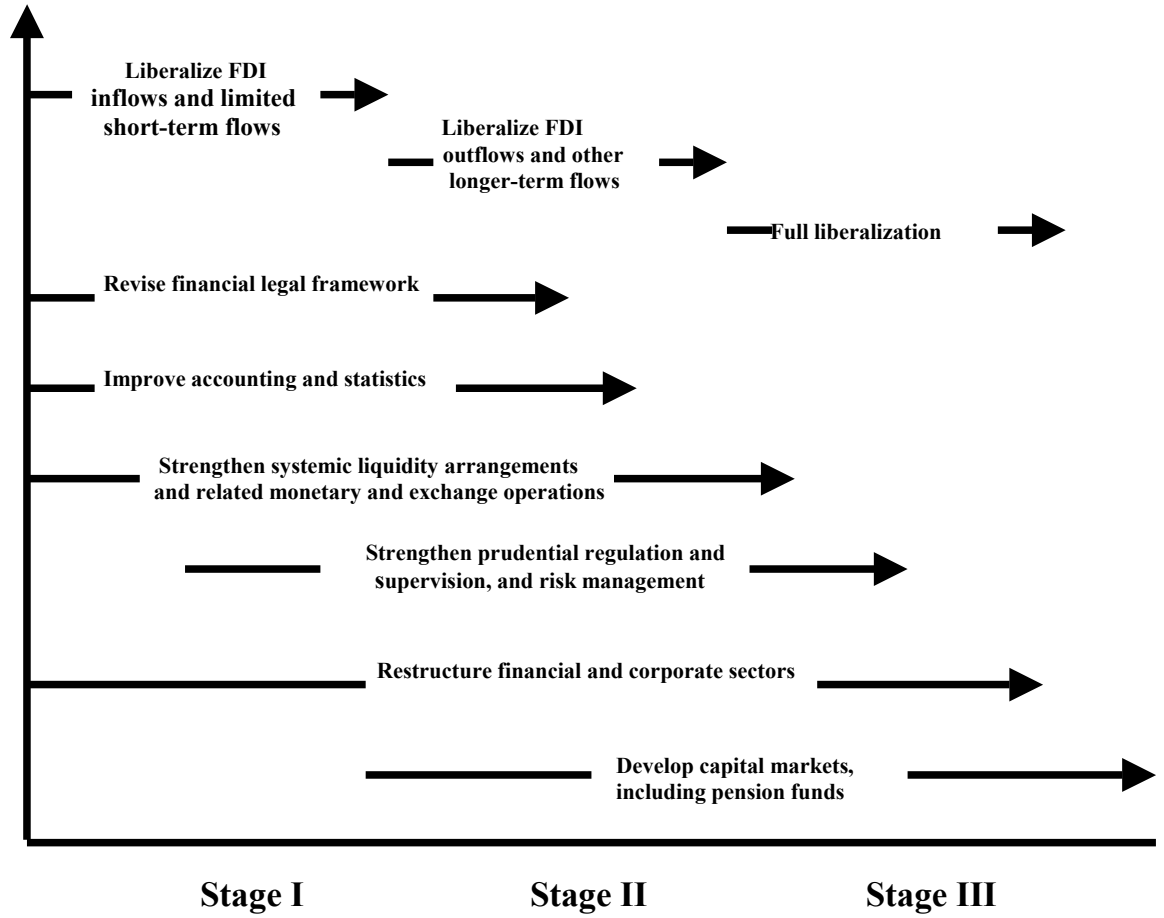 Liberalize FDI
inflows and limited
short-term flows
Liberalize FDI
outflows and other
longer-term flows
Full liberalization
Revise financial legal framework
Improve accounting and statistics
Strengthen systemic liquidity arrangements
and related monetary and exchange operations
Strengthen prudential regulation and
supervision, and risk management
Restructure financial and corporate sectors
Develop capital markets,
including pension funds
Stage I
Stage II
Stage III